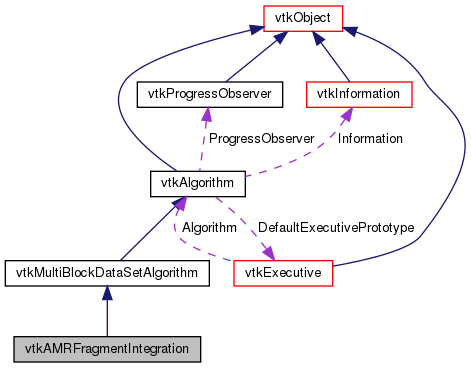 vtkObject
vtkProgressObserver
vtkInformation
ProgressObserver
Information
vtkAlgorithm
Algorithm
DefaultExecutivePrototype
vtkMultiBlockDataSetAlgorithm
vtkExecutive
vtkAMRFragmentIntegration